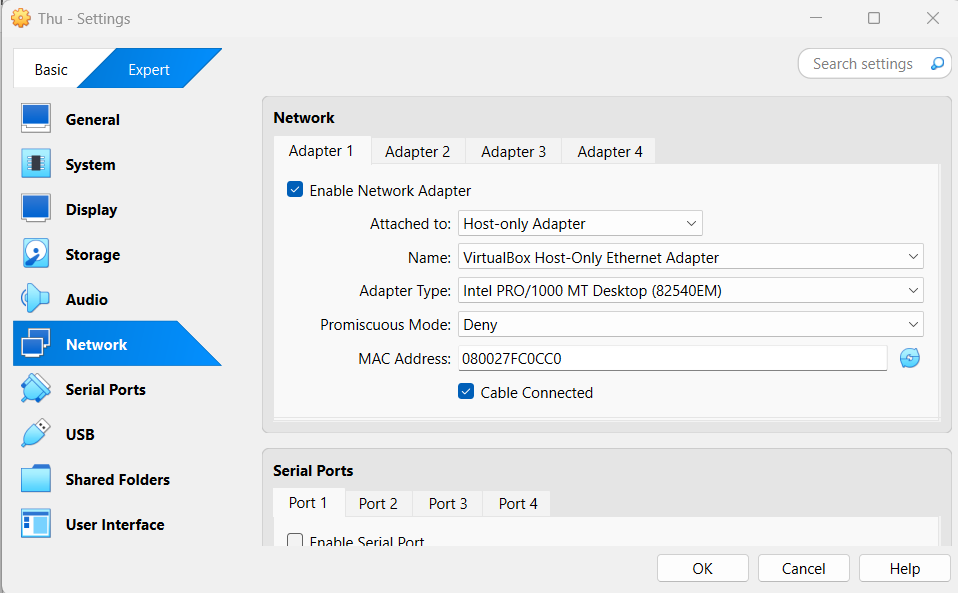 Thu - Settings
Basic
Expert
Search settings
General
System
Display
Storage
Audio
Network
Serial Ports
USB
Shared Folders
User Interface
Network
Adapter 1
Adapter 2
Adapter 3
Adapter 4
Enable Network Adapter
Attached to: Host-only Adapter
Name: VirtualBox Host-Only Ethernet Adapter
Adapter Type: Intel PRO/1000 MT Desktop (82540EM)
Promiscuous Mode: Deny
MAC Address: 080027FC0CC0
Cable Connected
Serial Ports
Port 1
Port 2
Port 3
Port 4
Enable Serial Port
OK
Cancel
Help